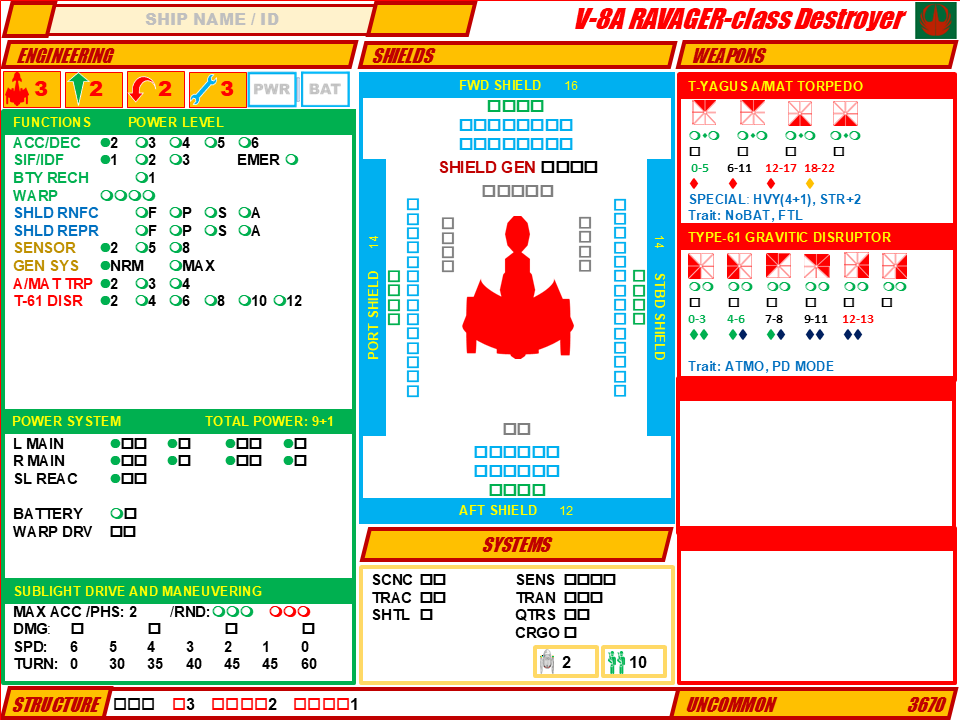 SHIP NAME / ID
V-8A RAVAGER-class Destroyer
ENGINEERING
3 2 2 3 PWR BAT
FUNCTIONS POWER LEVEL
ACC/DEC 2 3 4 5 6
SIF/IDF 1 2 3 EMER
BTY RECH 1
WARP
SHLD RNFC F P S A
SHLD REPR F P S A
SENSOR 2 5 8
GEN SYS NRM MAX
A/MAT TRP 2 3 4
T-61 DISR 2 4 6 8 10 12
POWER SYSTEM TOTAL POWER: 9+1
L MAIN
R MAIN
SL REAC
BATTERY
WARP DRV
SUBLIGHT DRIVE AND MANUVERING
MAX ACC /PHS: 2 /RND:
DMG:
SPD: 6 5 4 3 2 1 0
TURN: 0 30 35 40 45 45 60
SHIELDS
FWD SHIELD 16
SHIELD GEN
PORT SHIELD 14
STBD SHIELD 14
AFT SHIELD 12
SYSTEMS
SCNC SENS
TRAC TRAN
SHTL QTRS
CRGO
2 10
WEAPONS
T-YAGUS A/MAT TORPEDO
0-5 6-11 12-17 18-22
SPECIAL: HVY(4+1), STR+2
Trait: NoBAT, FTL
TYPE-61 GRAVITIC DISRUPTOR
0-3 4-6 7-8 9-11 12-13
Trait: ATMO, PD MODE
STRUCTURE 3 2 1
UNCOMMON 3670